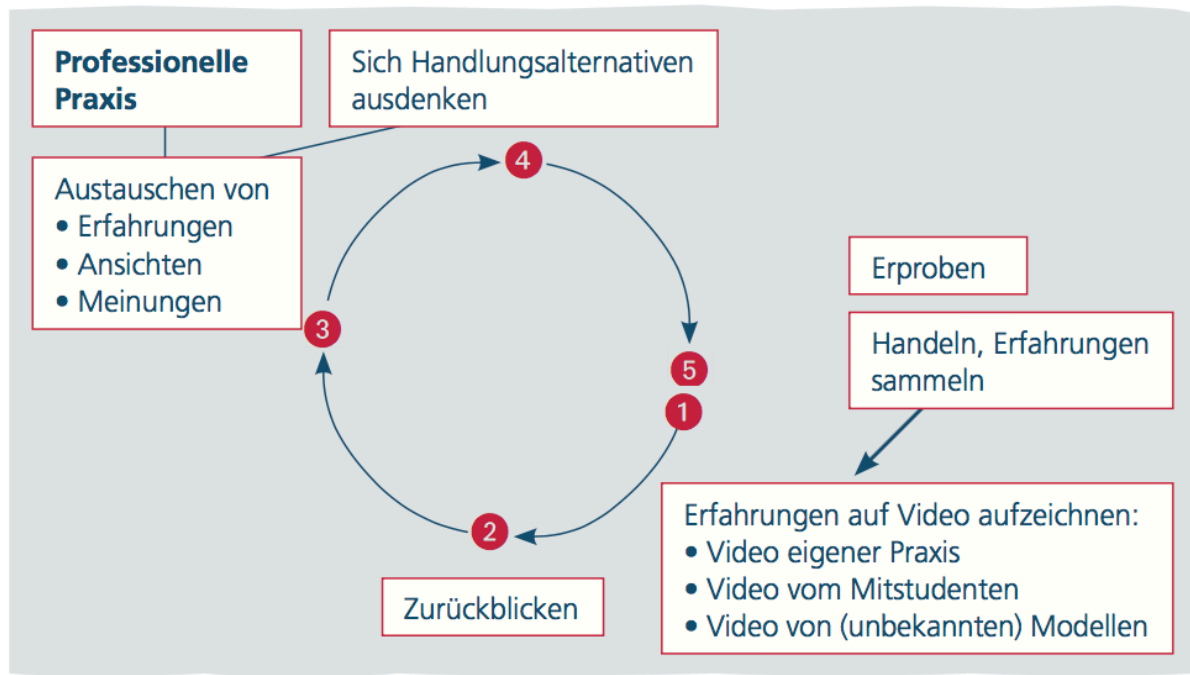 Professionelle
Praxis
Sich Handlungsalternativen
ausdenken
Austauschen von
• Erfahrungen
• Ansichten
• Meinungen
4
Erproben
3
Handeln, Erfahrungen
sammeln
5
1
2
Erfahrungen auf Video aufzeichnen:
• Video eigener Praxis
• Video vom Mitstudenten
• Video von (unbekannten) Modellen
Zurückblicken